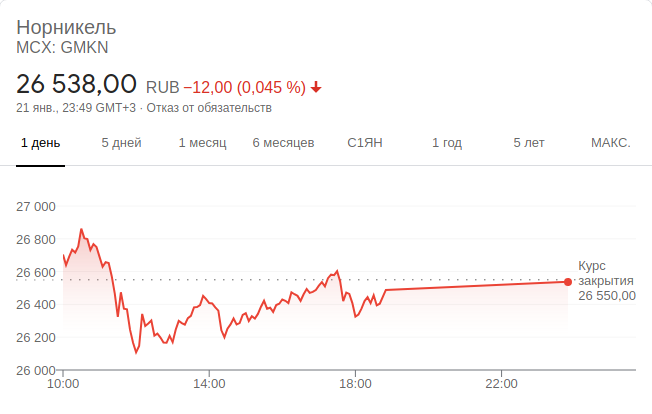 Норникель
MCX: GMKN
26 538,00 RUB −12,00 (0,045 %)
21 янв., 23:49 GMT+3 · Отказ от обязательств
1 день 5 дней 1 месяц 6 месяцев С1ЯН 1 год 5 лет МАКС.
27 000
26 800
26 600
26 400
26 200
26 000
Курс
закрытия
26 550,00
10:00 14:00 18:00 22:00